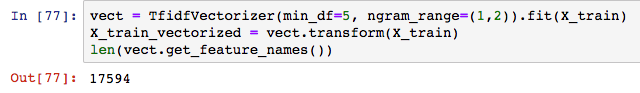 In [77]: vect = TfidfVectorizer(min_df=5, ngram_range=(1,2)).fit(X_train)
X_train_vectorized = vect.transform(X_train)
len(vect.get_feature_names())
Out[77]: 17594